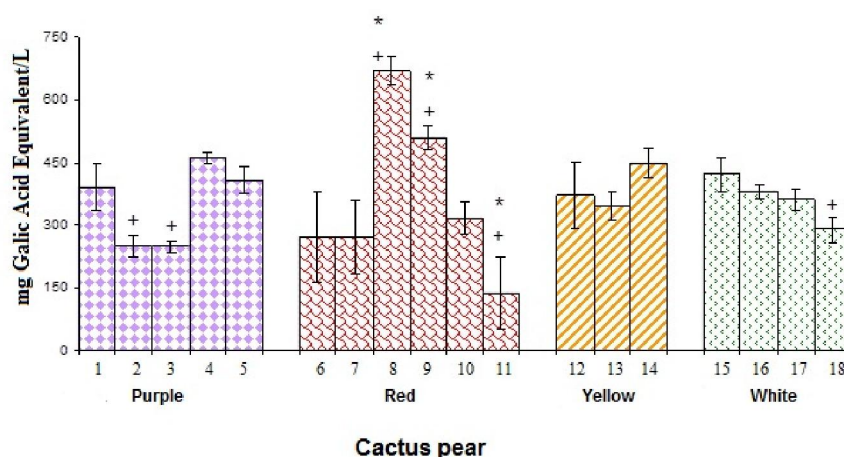 mg Galic Acid Equivalent/L
750
600
450
300
150
0
* * *
+ + + + + +
1 2 3 4 5 6 7 8 9 10 11 12 13 14 15 16 17 18
Purple Red Yellow White
Cactus pear